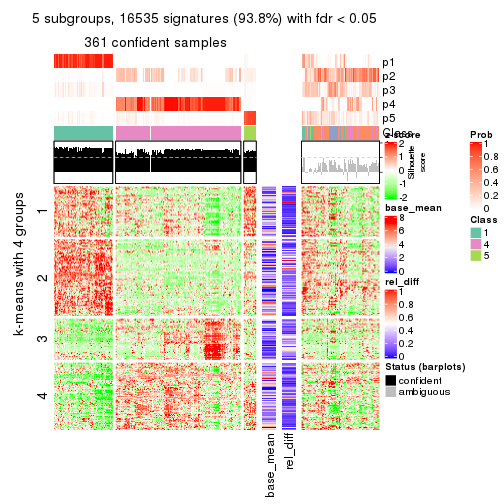 5 subgroups, 16535 signatures (93.8%) with fdr < 0.05
361 confident samples
p1
p2
p3
p4
p5
Class
z-score
2
1
0
-1
-2
Silhouette
score
Prob
1
0.8
0.6
0.4
0.2
0
base_mean
8
6
4
2
0
Class
1
4
5
rel_diff
1
0.8
0.6
0.4
0.2
0
Status (barplots)
confident
ambiguous
k-means with 4 groups
1
2
3
4
base_mean
rel_diff